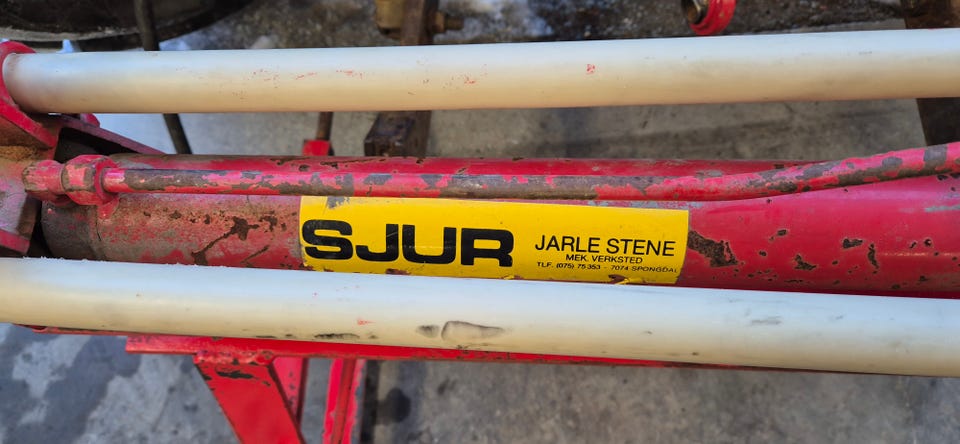 SJUR
JARLE STENE
MEK. VERKSTED
TLF. (075) 75 353 - 7074 SPONGDAL